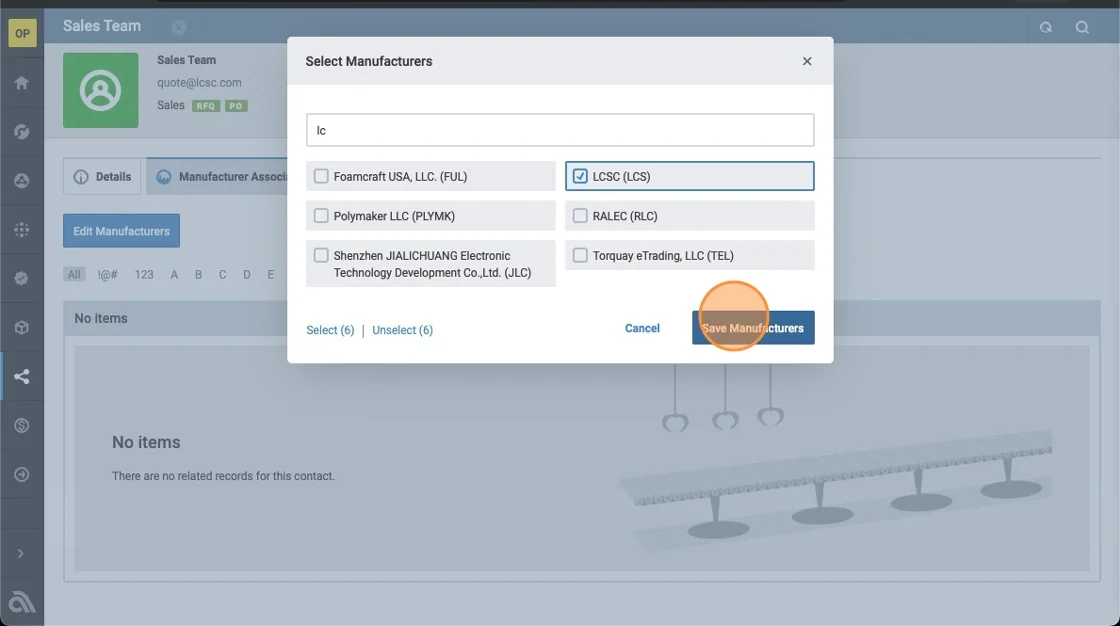 OP
Sales Team
Sales Team
quote@lcsc.com
Sales RFQ PO
Details
Manufacturer Associa
Edit Manufacturers
All !@# 123 A B C D E
No items
No items
There are no related records for this contact.
Select Manufacturers
lc
Foamcraft USA, LLC. (FUL)
LCSC (LCS)
Polymaker LLC (PLYMK)
RALEC (RLC)
Shenzhen JIALICHUANG Electronic
Technology Development Co.,Ltd. (JLC)
Torquay eTrading, LLC (TEL)
Select (6) | Unselect (6)
Cancel
Save Manufacturers